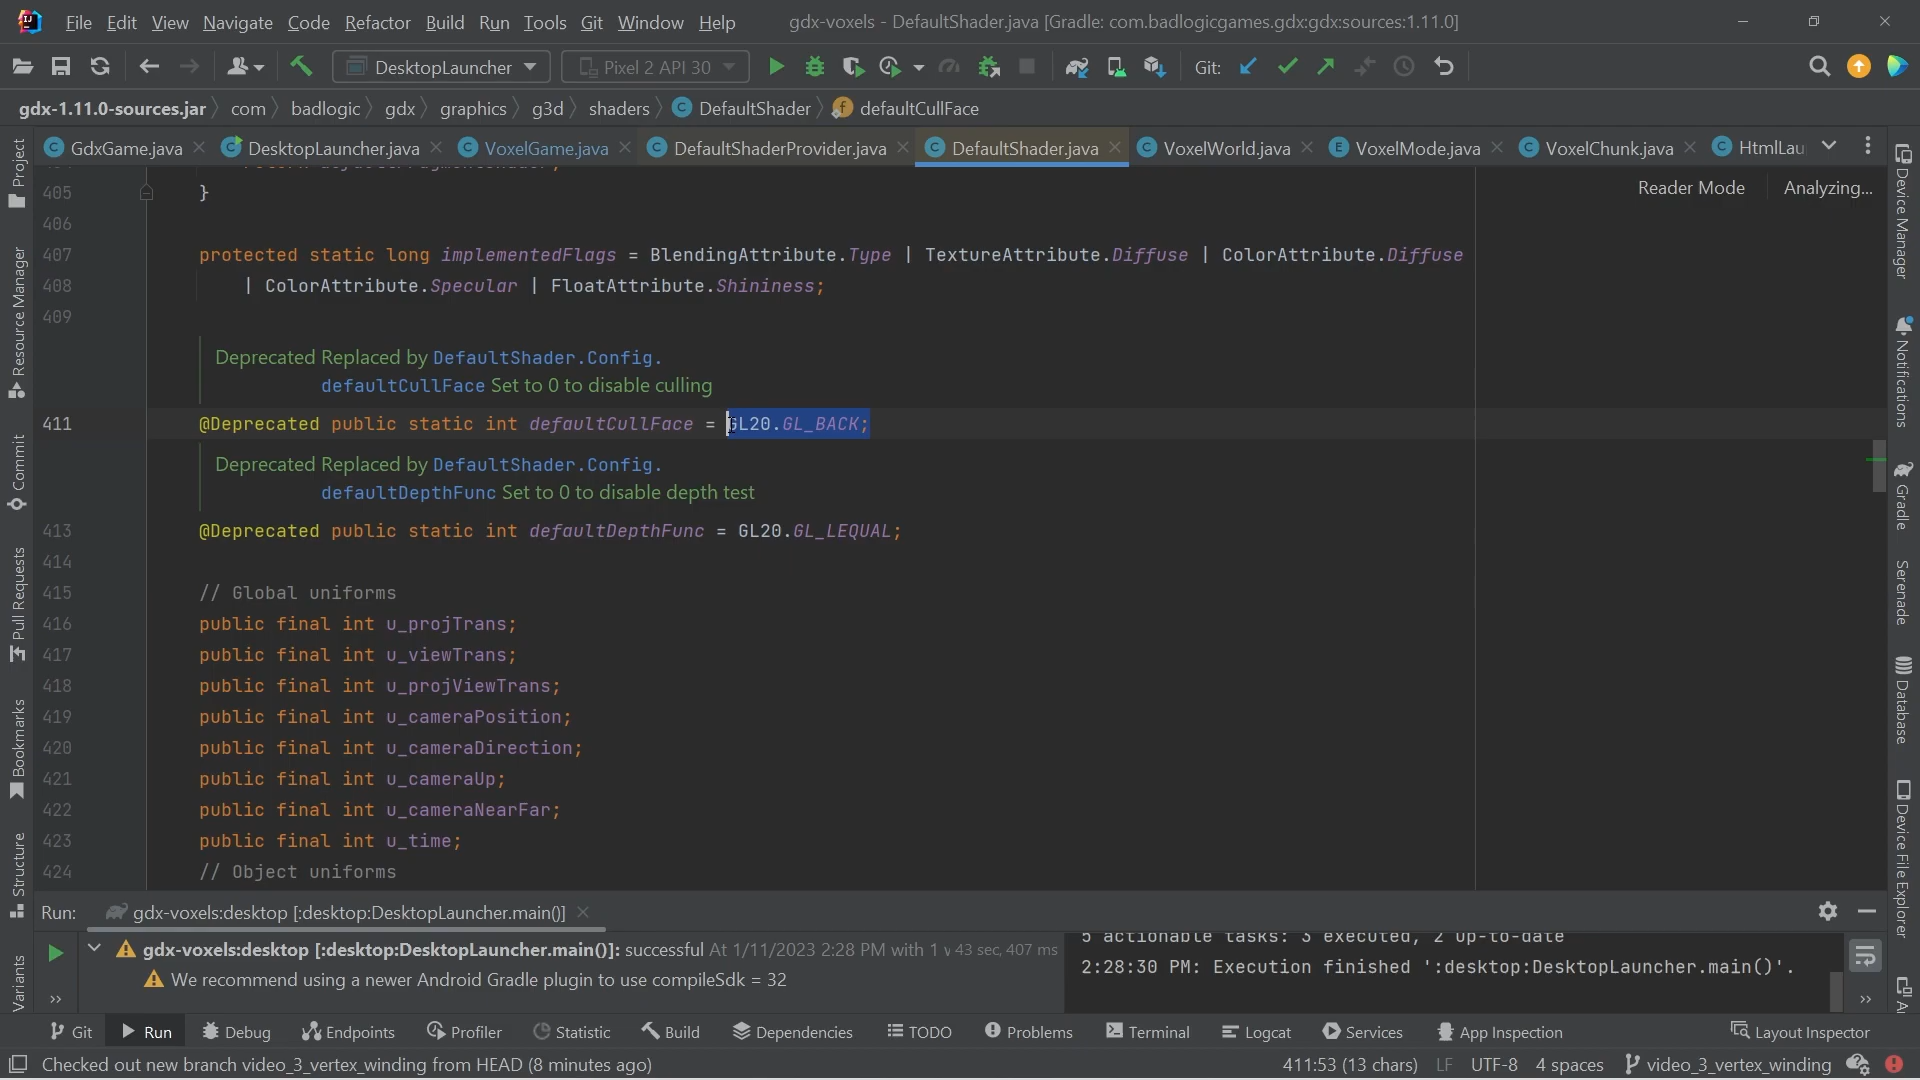 File Edit View Navigate Code Refactor Build Run Tools Git Window Help gdx-voxels - DefaultShader.java [Gradle: com.badlogicgames.gdx:gdx:sources:1.11.0]
DesktopLauncher Pixel 2 API 30 Git:
gdx-1.11.0-sources.jar com badlogic gdx graphics g3d shaders DefaultShader defaultCullFace
GdxGame.java DesktopLauncher.java VoxelGame.java DefaultShaderProvider.java DefaultShader.java VoxelWorld.java VoxelMode.java VoxelChunk.java HtmlLau
Reader Mode Analyzing...
405 }
406
407 protected static long implementedFlags = BlendingAttribute.Type | TextureAttribute.Diffuse | ColorAttribute.Diffuse
408 | ColorAttribute.Specular | FloatAttribute.Shininess;
409
Deprecated Replaced by DefaultShader.Config.
defaultCullFace Set to 0 to disable culling
411 @Deprecated public static int defaultCullFace = GL20.GL_BACK;
Deprecated Replaced by DefaultShader.Config.
defaultDepthFunc Set to 0 to disable depth test
413 @Deprecated public static int defaultDepthFunc = GL20.GL_LEQUAL;
414
415 // Global uniforms
416 public final int u_projTrans;
417 public final int u_viewTrans;
418 public final int u_projViewTrans;
419 public final int u_cameraPosition;
420 public final int u_cameraDirection;
421 public final int u_cameraUp;
422 public final int u_cameraNearFar;
423 public final int u_time;
424 // Object uniforms
Project
Resource Manager
Commit
Pull Requests
Bookmarks
Structure
Variants
Device Manager
Notifications
Gradle
Serenade
Database
Device File Explorer
Run: gdx-voxels:desktop [:desktop:DesktopLauncher.main()]
gdx-voxels:desktop [:desktop:DesktopLauncher.main()]: successful At 1/11/2023 2:28 PM with 1 v 43 sec, 407 ms
We recommend using a newer Android Gradle plugin to use compileSdk = 32
5 actionable tasks: 3 executed, 2 up-to-date
2:28:30 PM: Execution finished ':desktop:DesktopLauncher.main()'.
Git Run Debug Endpoints Profiler Statistic Build Dependencies TODO Problems Terminal Logcat Services App Inspection Layout Inspector
Checked out new branch video_3_vertex_winding from HEAD (8 minutes ago) 411:53 (13 chars) LF UTF-8 4 spaces video_3_vertex_winding